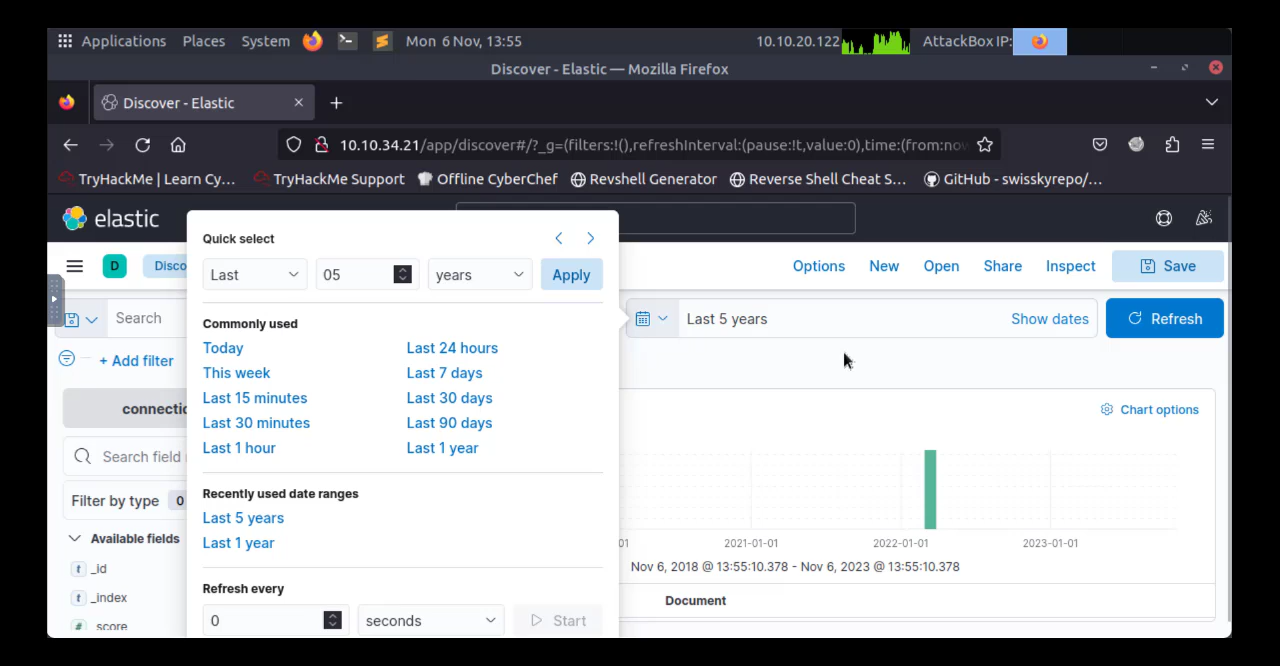 Applications Places System Mon 6 Nov, 13:55 10.10.20.122 AttackBox IP:
Discover - Elastic — Mozilla Firefox
Discover - Elastic
10.10.34.21/app/discover#/?_g=(filters:!(),refreshInterval:(pause:!t,value:0),time:(from:nov
TryHackMe | Learn Cy... TryHackMe Support Offline CyberChef Revshell Generator Reverse Shell Cheat S... GitHub - swisskyrepo/...
elastic
D Disco Options New Open Share Inspect Save
Search Last 5 years Show dates Refresh
+ Add filter
connectio
Chart options
Search field
Filter by type 0
Available fields
t _id
t _index
# _score
Quick select
Last 05 years Apply
Commonly used
Today Last 24 hours
This week Last 7 days
Last 15 minutes Last 30 days
Last 30 minutes Last 90 days
Last 1 hour Last 1 year
Recently used date ranges
Last 5 years
Last 1 year
Refresh every
0 seconds Start
01 2021-01-01 2022-01-01 2023-01-01
Nov 6, 2018 @ 13:55:10.378 - Nov 6, 2023 @ 13:55:10.378
Document